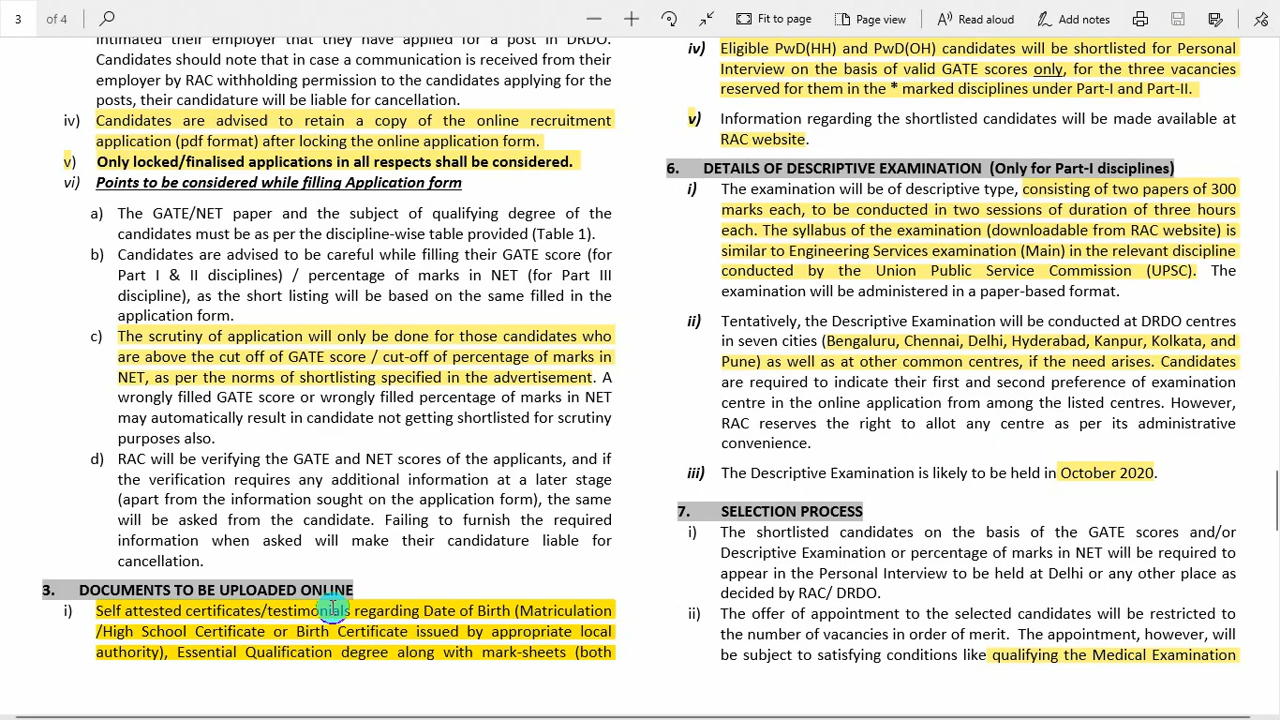 3 of 4
Fit to page
Page view
Read aloud
Add notes
intimated their employer that they have applied for a post in DRDO.
Candidates should note that in case a communication is received from their
employer by RAC withholding permission to the candidates applying for the
posts, their candidature will be liable for cancellation.
iv) Candidates are advised to retain a copy of the online recruitment
application (pdf format) after locking the online application form.
v) Only locked/finalised applications in all respects shall be considered.
vi) Points to be considered while filling Application form
a) The GATE/NET paper and the subject of qualifying degree of the
candidates must be as per the discipline-wise table provided (Table 1).
b) Candidates are advised to be careful while filling their GATE score (for
Part I & II disciplines) / percentage of marks in NET (for Part III
discipline), as the short listing will be based on the same filled in the
application form.
c) The scrutiny of application will only be done for those candidates who
are above the cut off of GATE score / cut-off of percentage of marks in
NET, as per the norms of shortlisting specified in the advertisement. A
wrongly filled GATE score or wrongly filled percentage of marks in NET
may automatically result in candidate not getting shortlisted for scrutiny
purposes also.
d) RAC will be verifying the GATE and NET scores of the applicants, and if
the verification requires any additional information at a later stage
(apart from the information sought on the application form), the same
will be asked from the candidate. Failing to furnish the required
information when asked will make their candidature liable for
cancellation.
3. DOCUMENTS TO BE UPLOADED ONLINE
i) Self attested certificates/testimonials regarding Date of Birth (Matriculation
/High School Certificate or Birth Certificate issued by appropriate local
authority), Essential Qualification degree along with mark-sheets (both
iv) Eligible PwD(HH) and PwD(OH) candidates will be shortlisted for Personal
Interview on the basis of valid GATE scores only, for the three vacancies
reserved for them in the * marked disciplines under Part-I and Part-II.
v) Information regarding the shortlisted candidates will be made available at
RAC website.
6. DETAILS OF DESCRIPTIVE EXAMINATION (Only for Part-I disciplines)
i) The examination will be of descriptive type, consisting of two papers of 300
marks each, to be conducted in two sessions of duration of three hours
each. The syllabus of the examination (downloadable from RAC website) is
similar to Engineering Services examination (Main) in the relevant discipline
conducted by the Union Public Service Commission (UPSC). The
examination will be administered in a paper-based format.
ii) Tentatively, the Descriptive Examination will be conducted at DRDO centres
in seven cities (Bengaluru, Chennai, Delhi, Hyderabad, Kanpur, Kolkata, and
Pune) as well as at other common centres, if the need arises. Candidates
are required to indicate their first and second preference of examination
centre in the online application from among the listed centres. However,
RAC reserves the right to allot any centre as per its administrative
convenience.
iii) The Descriptive Examination is likely to be held in October 2020.
7. SELECTION PROCESS
i) The shortlisted candidates on the basis of the GATE scores and/or
Descriptive Examination or percentage of marks in NET will be required to
appear in the Personal Interview to be held at Delhi or any other place as
decided by RAC/ DRDO.
ii) The offer of appointment to the selected candidates will be restricted to
the number of vacancies in order of merit. The appointment, however, will
be subject to satisfying conditions like qualifying the Medical Examination